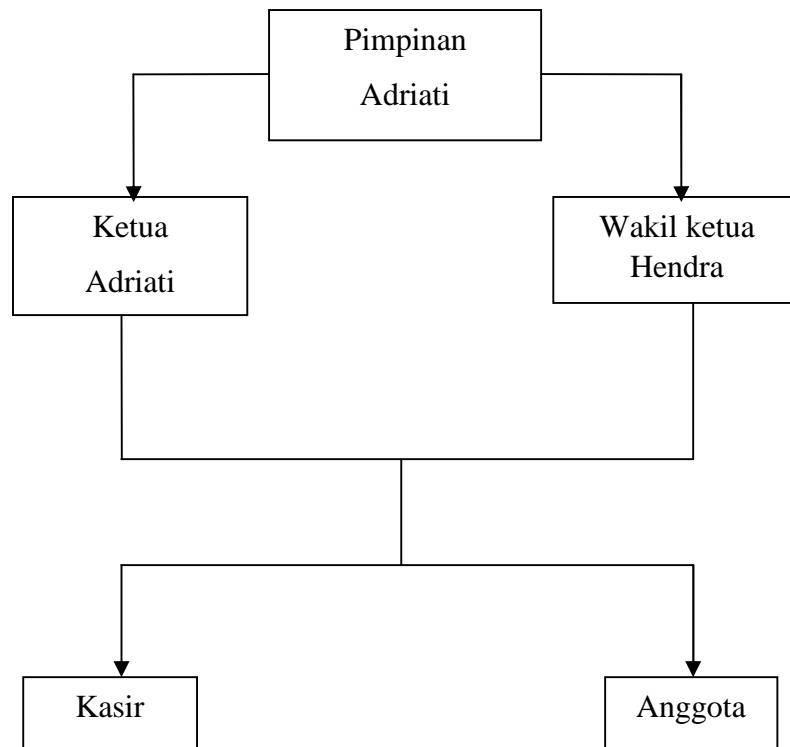 Pimpinan
Adriati
Ketua
Adriati
Wakil ketua
Hendra
Kasir
Anggota